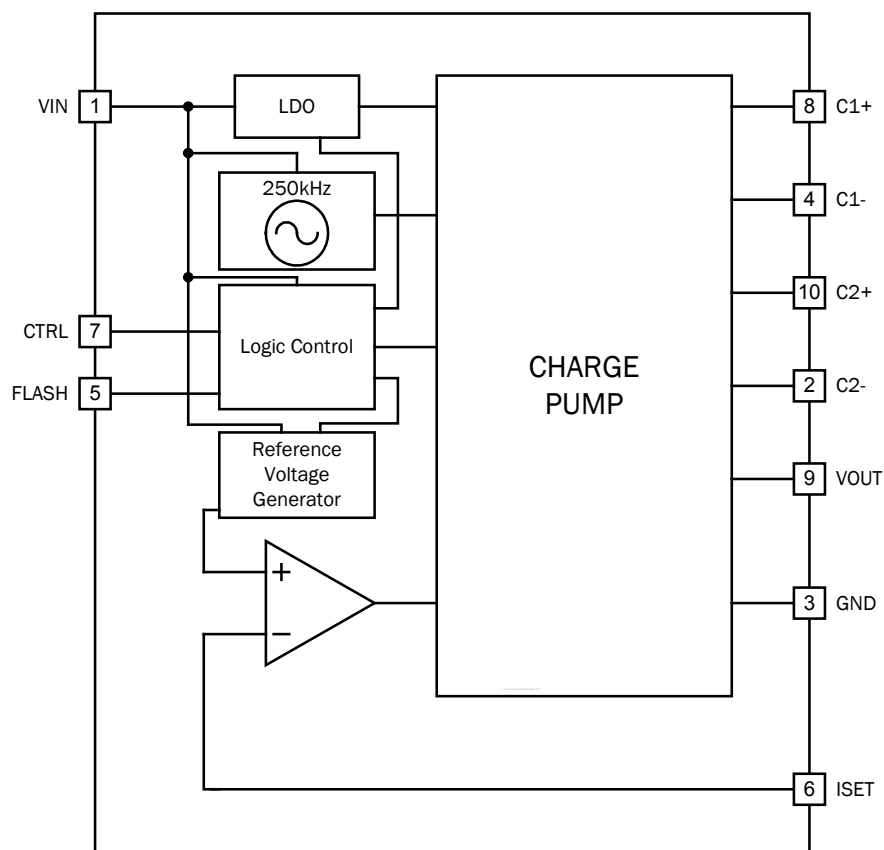 VIN 1
LDO
8 C1+
250kHz
4 C1-
10 C2+
CTRL 7
Logic Control
CHARGE
PUMP
2 C2-
FLASH 5
Reference
Voltage
Generator
9 VOUT
+
−
3 GND
6 ISET